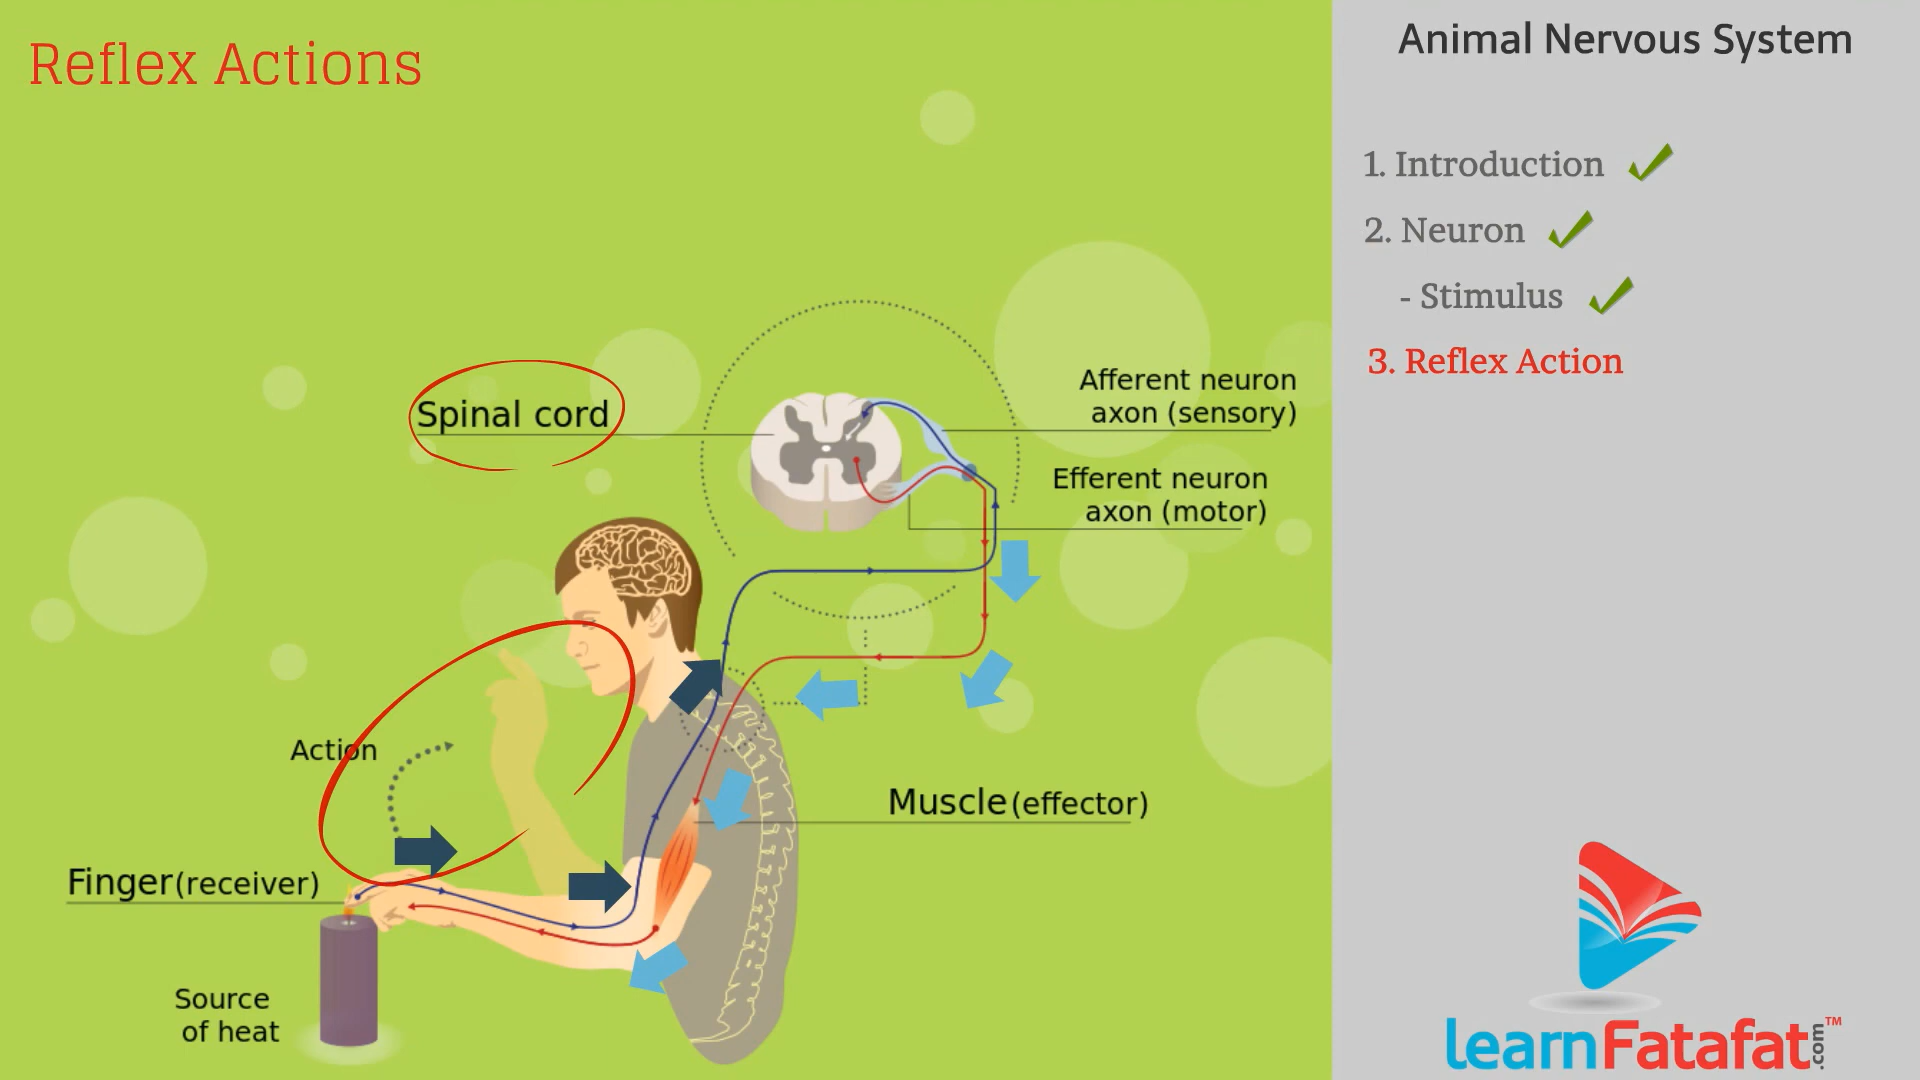 Reflex Actions
Spinal cord
Afferent neuron
axon (sensory)
Efferent neuron
axon (motor)
Action
Muscle (effector)
Finger (receiver)
Source
of heat
Animal Nervous System
1. Introduction
2. Neuron
- Stimulus
3. Reflex Action
learnFatafat.com™